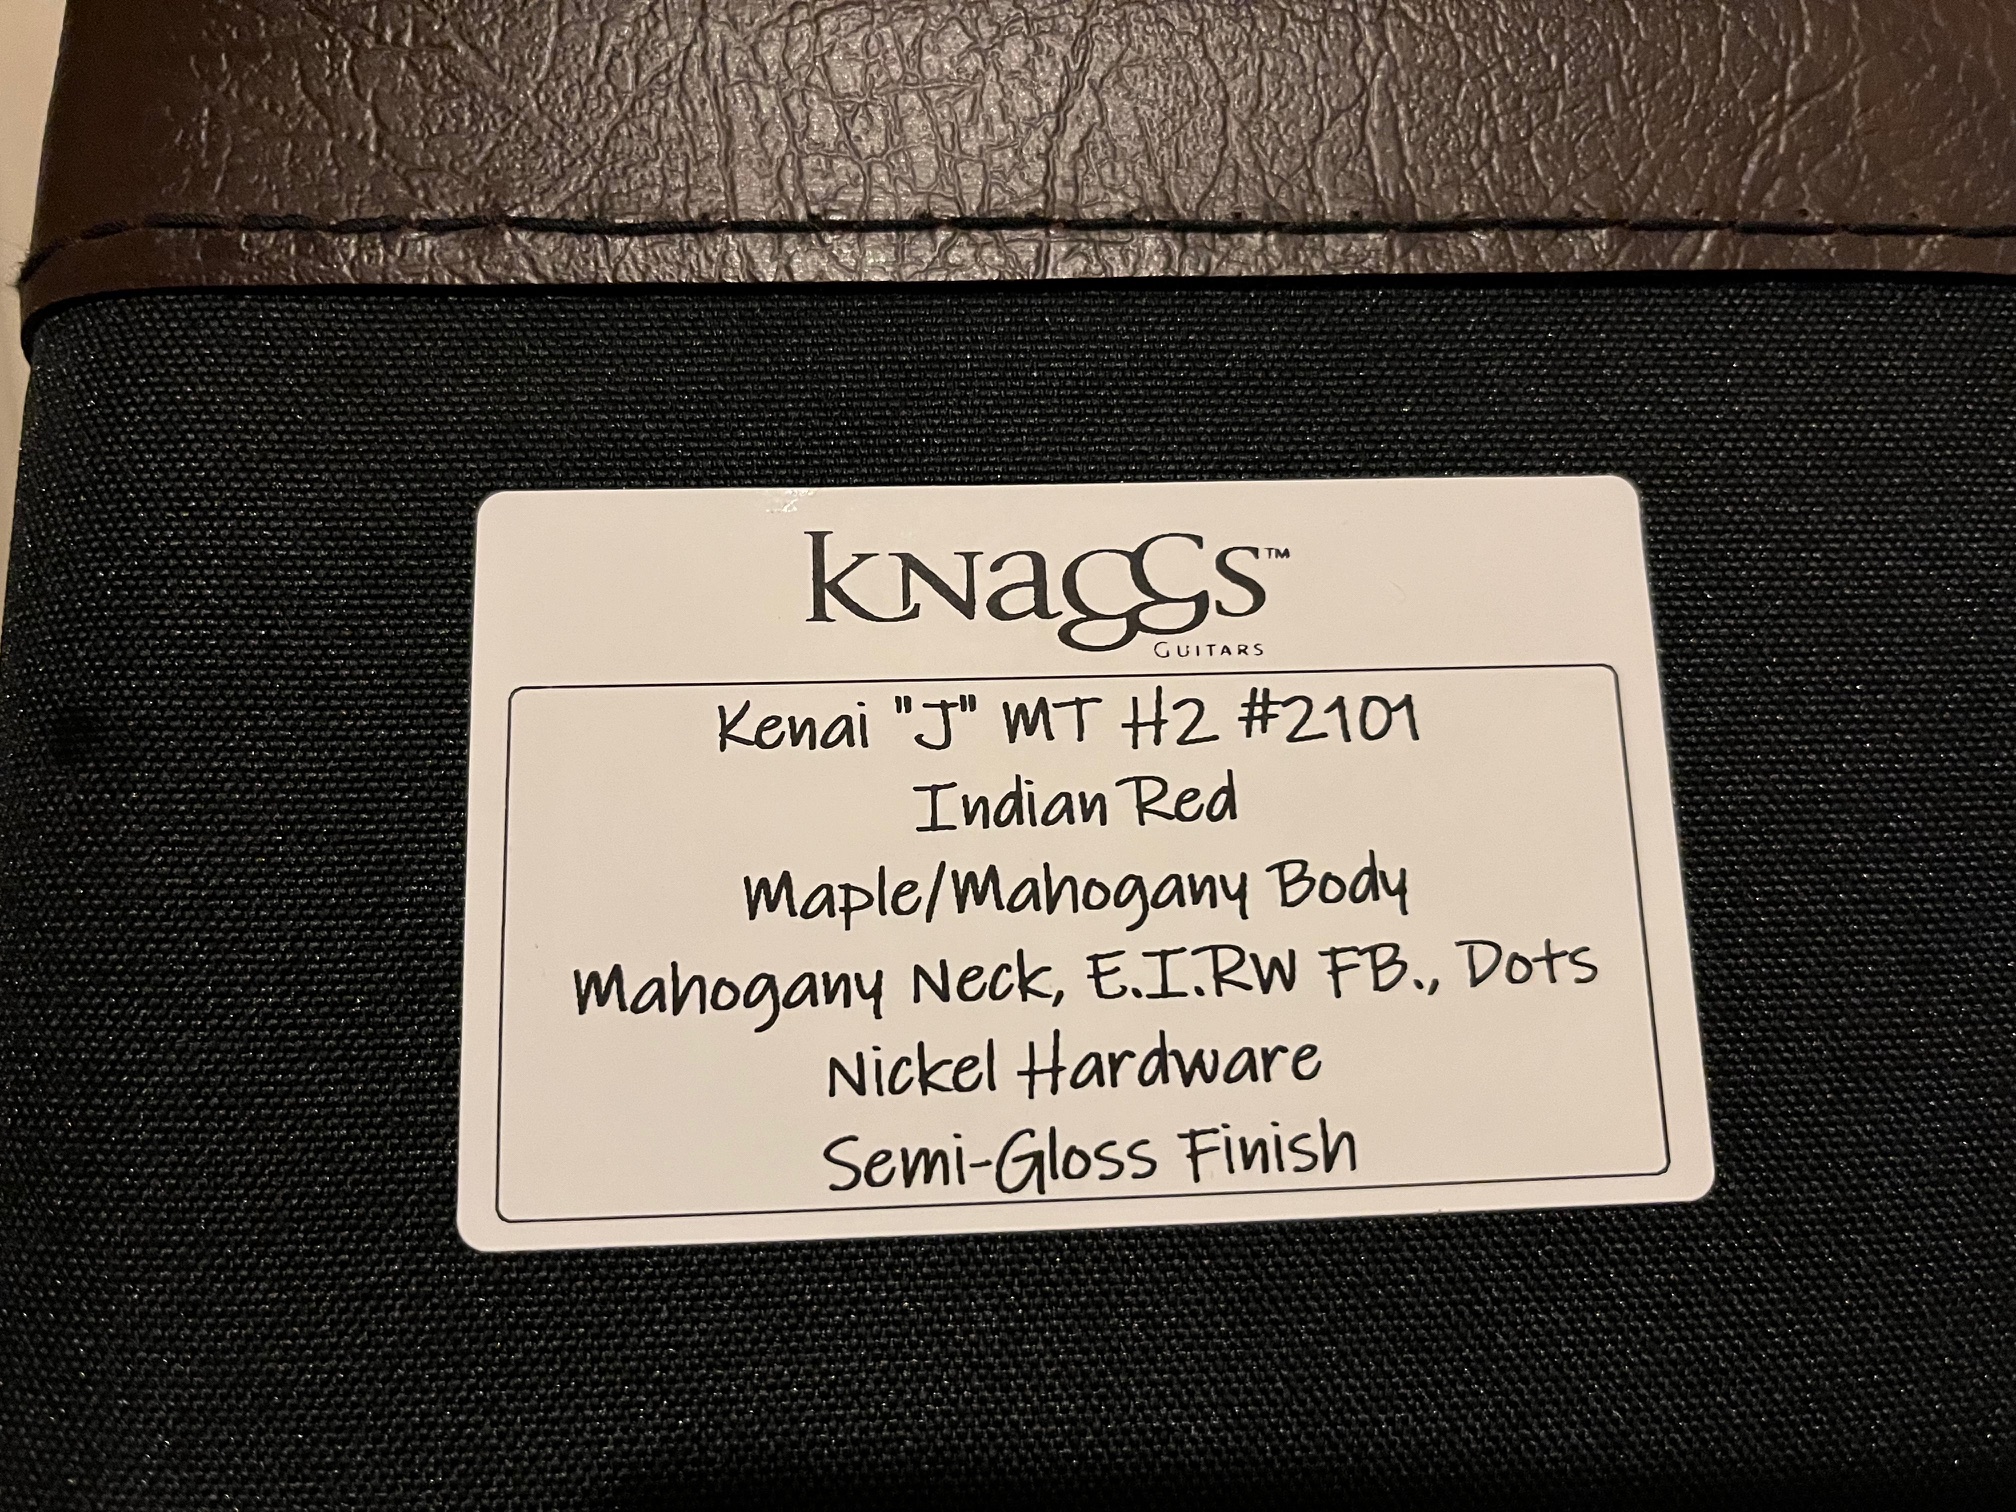 Knaggs™
Guitars
Kenai "J" MT H2 #2101
Indian Red
Maple/Mahogany Body
Mahogany Neck, E.I.RW FB., Dots
Nickel Hardware
Semi-Gloss Finish